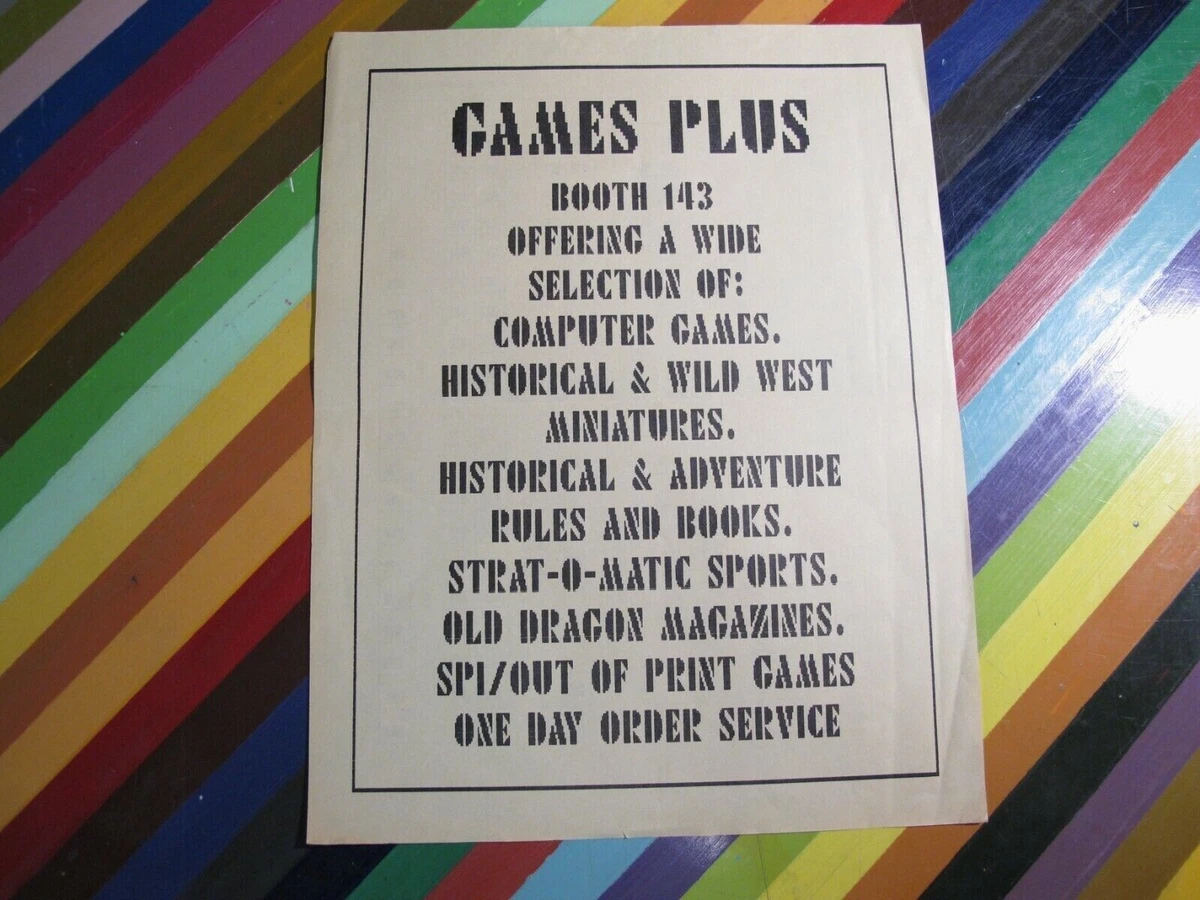 GAMES PLUS
BOOTH 143
OFFERING A WIDE
SELECTION OF:
COMPUTER GAMES.
HISTORICAL & WILD WEST
MINIATURES.
HISTORICAL & ADVENTURE
RULES AND BOOKS.
STRAT-O-MATIC SPORTS.
OLD DRAGON MAGAZINES.
SPI/OUT OF PRINT GAMES
ONE DAY ORDER SERVICE